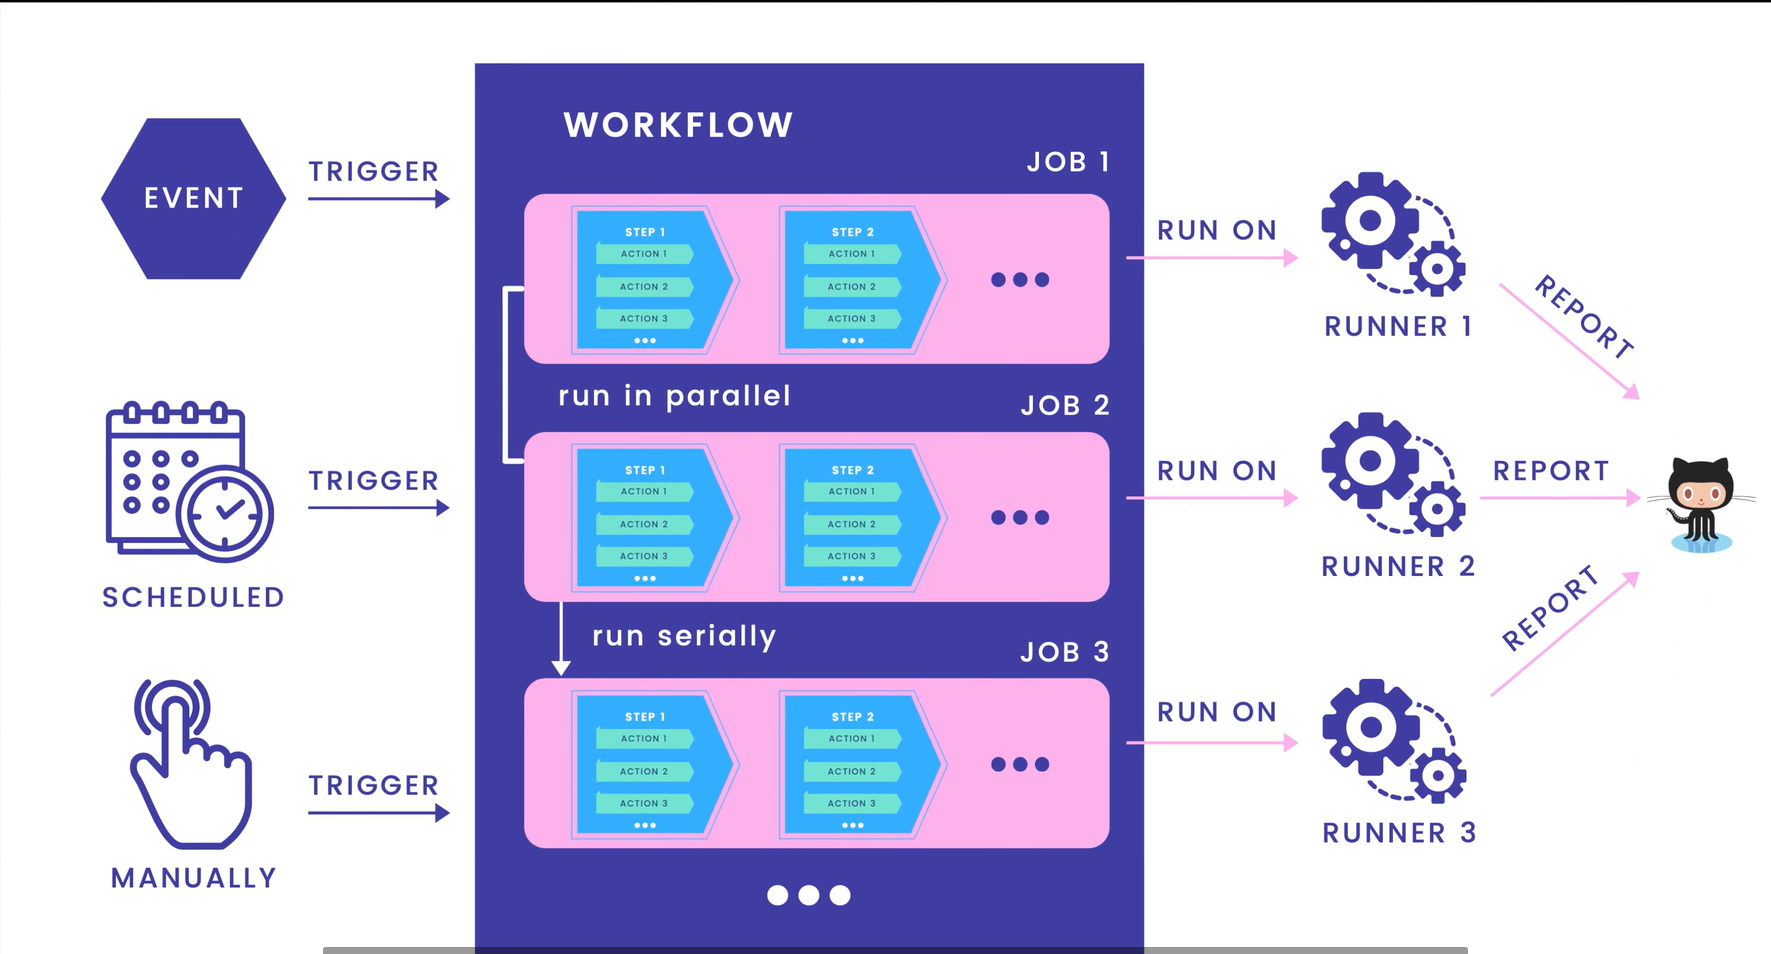 EVENT
TRIGGER
SCHEDULED
TRIGGER
MANUALLY
TRIGGER
WORKFLOW
JOB 1
STEP 1
ACTION 1
ACTION 2
ACTION 3
STEP 2
ACTION 1
ACTION 2
ACTION 3
run in parallel
JOB 2
STEP 1
ACTION 1
ACTION 2
ACTION 3
STEP 2
ACTION 1
ACTION 2
ACTION 3
run serially
JOB 3
STEP 1
ACTION 1
ACTION 2
ACTION 3
STEP 2
ACTION 1
ACTION 2
ACTION 3
RUN ON
RUNNER 1
REPORT
RUN ON
RUNNER 2
REPORT
RUN ON
RUNNER 3
REPORT